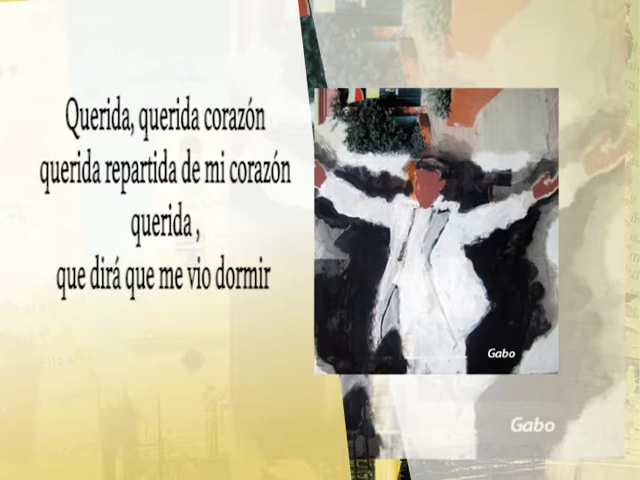 Querida, querida corazón
querida repartida de mi corazón
querida ,
que dirá que me vio dormir
Gabo
Gabo